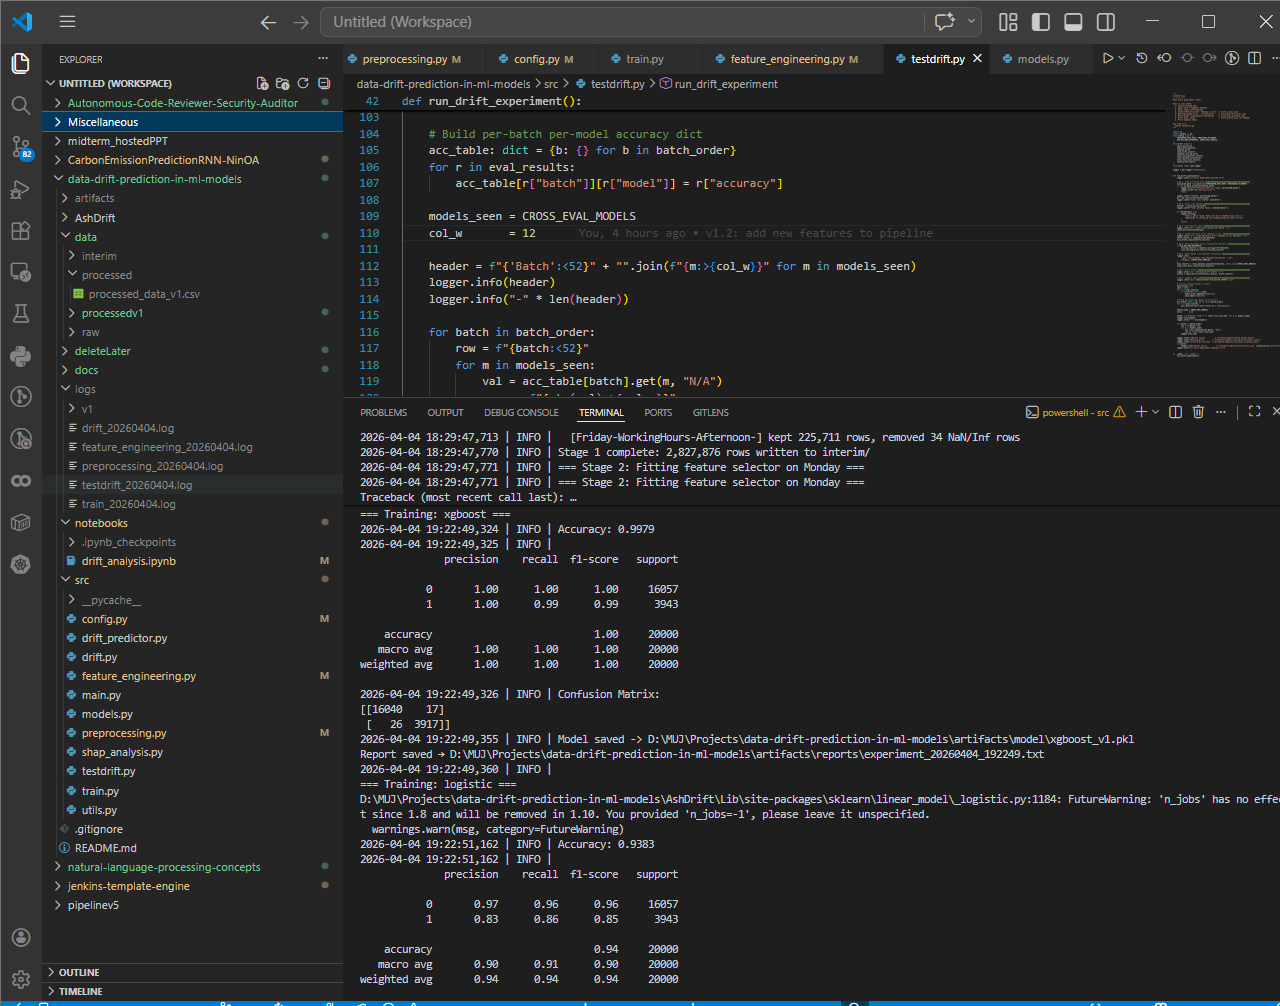 Untitled (Workspace)
EXPLORER
UNTITLED (WORKSPACE)
Autonomous-Code-Reviewer-Security-Auditor
Miscellaneous
midterm_hostedPPT
CarbonEmissionPredictionRNN-NinOA
data-drift-prediction-in-ml-models
artifacts
AshDrift
data
interim
processed
processed_data_v1.csv
processedv1
raw
deleteLater
docs
logs
v1
drift_20260404.log
feature_engineering_20260404.log
preprocessing_20260404.log
testdrift_20260404.log
train_20260404.log
notebooks
.ipynb_checkpoints
drift_analysis.ipynb M
src
__pycache__
config.py M
drift_predictor.py
drift.py
feature_engineering.py M
main.py
models.py
preprocessing.py M
shap_analysis.py
testdrift.py
train.py
utils.py
.gitignore
README.md
natural-language-processing-concepts
jenkins-template-engine
pipelinev5
OUTLINE
TIMELINE
82
preprocessing.py M config.py M train.py feature_engineering.py M testdrift.py models.py
data-drift-prediction-in-ml-models > src > testdrift.py > run_drift_experiment
42 def run_drift_experiment():
103
104 # Build per-batch per-model accuracy dict
105 acc_table: dict = {b: {} for b in batch_order}
106 for r in eval_results:
107 acc_table[r["batch"]][r["model"]] = r["accuracy"]
108
109 models_seen = CROSS_EVAL_MODELS
110 col_w = 12 You, 4 hours ago • v1.2: add new features to pipeline
111
112 header = f"{'Batch':<52}" + "".join(f"{m:>{col_w}}" for m in models_seen)
113 logger.info(header)
114 logger.info("-" * len(header))
115
116 for batch in batch_order:
117 row = f"{batch:<52}"
118 for m in models_seen:
119 val = acc_table[batch].get(m, "N/A")
PROBLEMS OUTPUT DEBUG CONSOLE TERMINAL PORTS GITLENS
powershell - src
2026-04-04 18:29:47,713 | INFO | [Friday-WorkingHours-Afternoon-] kept 225,711 rows, removed 34 NaN/Inf rows
2026-04-04 18:29:47,770 | INFO | Stage 1 complete: 2,827,876 rows written to interim/
2026-04-04 18:29:47,771 | INFO | === Stage 2: Fitting feature selector on Monday ===
2026-04-04 18:29:47,771 | INFO | === Stage 2: Fitting feature selector on Monday ===
Traceback (most recent call last): …
=== Training: xgboost ===
2026-04-04 19:22:49,324 | INFO | Accuracy: 0.9979
2026-04-04 19:22:49,325 | INFO |
precision recall f1-score support
0 1.00 1.00 1.00 16057
1 1.00 0.99 0.99 3943
accuracy 1.00 20000
macro avg 1.00 1.00 1.00 20000
weighted avg 1.00 1.00 1.00 20000
2026-04-04 19:22:49,326 | INFO | Confusion Matrix:
[[16040 17]
[ 26 3917]]
2026-04-04 19:22:49,355 | INFO | Model saved -> D:\MUJ\Projects\data-drift-prediction-in-ml-models\artifacts\model\xgboost_v1.pkl
Report saved → D:\MUJ\Projects\data-drift-prediction-in-ml-models\artifacts\reports\experiment_20260404_192249.txt
2026-04-04 19:22:49,360 | INFO |
=== Training: logistic ===
D:\MUJ\Projects\data-drift-prediction-in-ml-models\AshDrift\Lib\site-packages\sklearn\linear_model\_logistic.py:1184: FutureWarning: 'n_jobs' has no effec
t since 1.8 and will be removed in 1.10. You provided 'n_jobs=-1', please leave it unspecified.
warnings.warn(msg, category=FutureWarning)
2026-04-04 19:22:51,162 | INFO | Accuracy: 0.9383
2026-04-04 19:22:51,162 | INFO |
precision recall f1-score support
0 0.97 0.96 0.96 16057
1 0.83 0.86 0.85 3943
accuracy 0.94 20000
macro avg 0.90 0.91 0.90 20000
weighted avg 0.94 0.94 0.94 20000